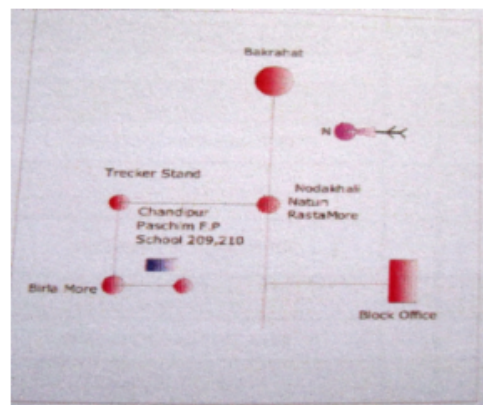 Bakrahat
N
Trecker Stand
Nodakhali
Natun
RastaMore
Chandipur
Paschim F.P
School 209,210
Birla More
Block Office